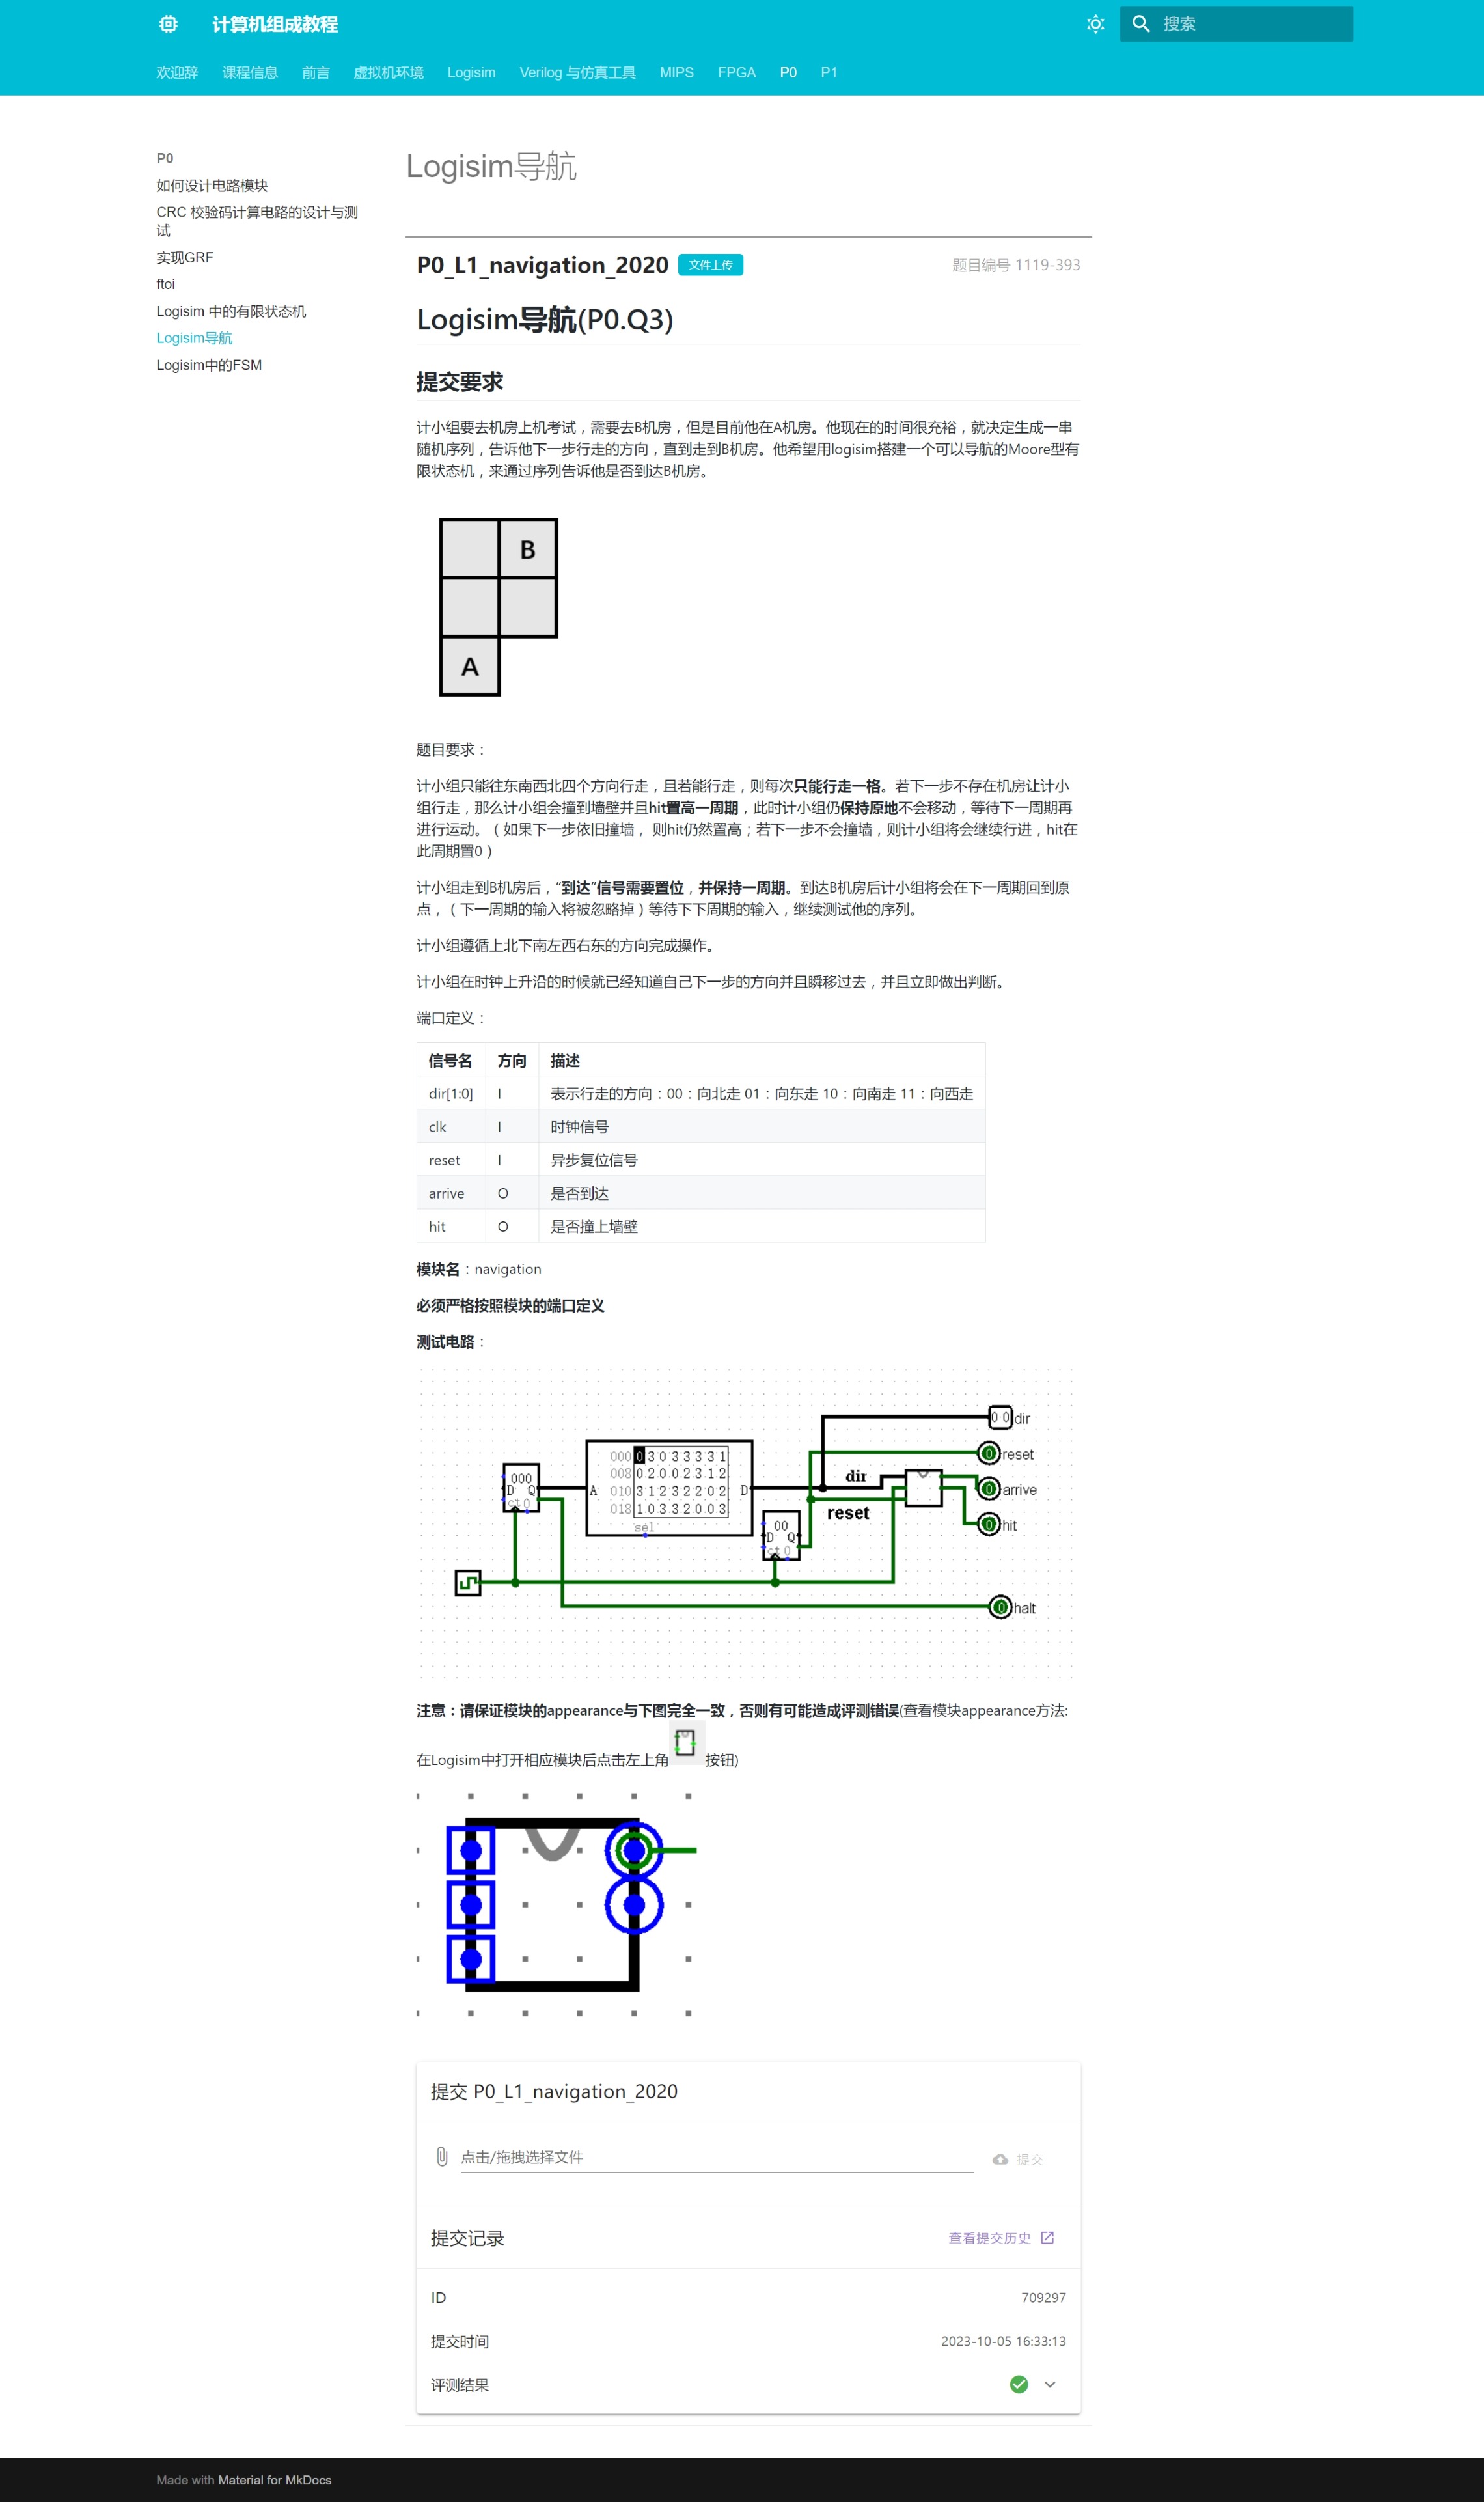 计算机组成教程
搜索
欢迎辞 课程信息 前言 虚拟机环境 Logisim Verilog 与仿真工具 MIPS FPGA P0 P1
P0
如何设计电路模块
CRC 校验码计算电路的设计与测
试
实现GRF
ftoi
Logisim 中的有限状态机
Logisim导航
Logisim中的FSM
Logisim导航
P0_L1_navigation_2020 文件上传 题目编号 1119-393
Logisim导航(P0.Q3)
提交要求
计小组要去机房上机考试，需要去B机房，但是目前他在A机房。他现在的时间很充裕，就决定生成一串
随机序列，告诉他下一步行走的方向，直到走到B机房。他希望用logisim搭建一个可以导航的Moore型有
限状态机，来通过序列告诉他是否到达B机房。
B
A
题目要求：
计小组只能往东南西北四个方向行走，且若能行走，则每次只能行走一格。若下一步不存在机房让计小
组行走，那么计小组会撞到墙壁并且hit置高一周期，此时计小组仍保持原地不会移动，等待下一周期再
进行运动。（如果下一步依旧撞墙， 则hit仍然置高；若下一步不会撞墙，则计小组将会继续行进，hit在
此周期置0）
计小组走到B机房后，“到达”信号需要置位，并保持一周期。到达B机房后计小组将会在下一周期回到原
点，（下一周期的输入将被忽略掉）等待下下周期的输入，继续测试他的序列。
计小组遵循上北下南左西右东的方向完成操作。
计小组在时钟上升沿的时候就已经知道自己下一步的方向并且瞬移过去，并且立即做出判断。
端口定义：
信号名 方向 描述
dir[1:0] I 表示行走的方向：00：向北走 01：向东走 10：向南走 11：向西走
clk I 时钟信号
reset I 异步复位信号
arrive O 是否到达
hit O 是否撞上墙壁
模块名：navigation
必须严格按照模块的端口定义
测试电路：
0 0 dir
000 0 3 0 3 3 3 3 1
0 reset
008 0 2 0 0 2 3 1 2
000
D Q
ct 0
A 010 3 1 2 3 2 2 0 2 D
dir
0 arrive
018 1 0 3 3 2 0 0 3
reset
sel
00
D Q
ct 0
0 hit
0 halt
注意：请保证模块的appearance与下图完全一致，否则有可能造成评测错误(查看模块appearance方法:
在Logisim中打开相应模块后点击左上角 按钮)
提交 P0_L1_navigation_2020
点击/拖拽选择文件 提交
提交记录 查看提交历史
ID 709297
提交时间 2023-10-05 16:33:13
评测结果
Made with Material for MkDocs